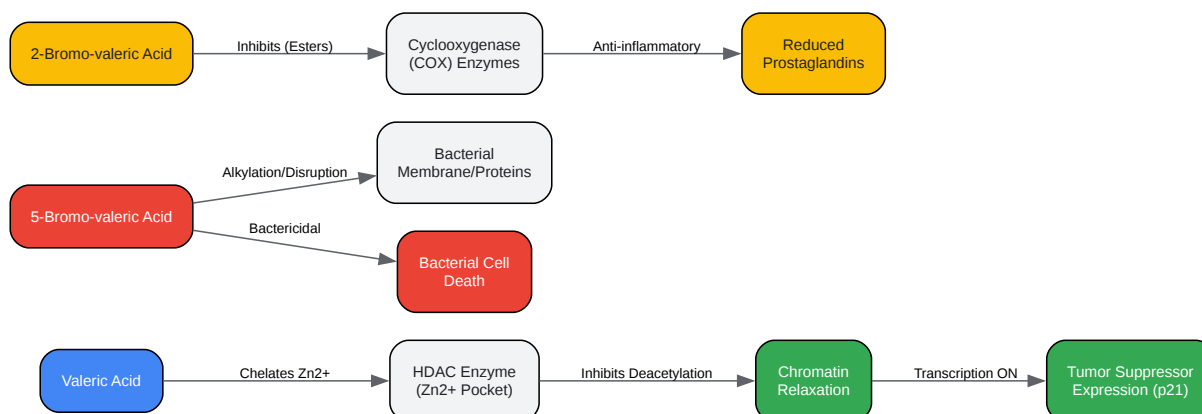 2-Bromo-valeric Acid
Inhibits (Esters)
Cyclooxygenase
(COX) Enzymes
Anti-inflammatory
Reduced
Prostaglandins
5-Bromo-valeric Acid
Alkylation/Disruption
Bacterial
Membrane/Proteins
Bactericidal
Bacterial Cell
Death
Valeric Acid
Chelates Zn2+
HDAC Enzyme
(Zn2+ Pocket)
Inhibits Deacetylation
Chromatin
Relaxation
Transcription ON
Tumor Suppressor
Expression (p21)